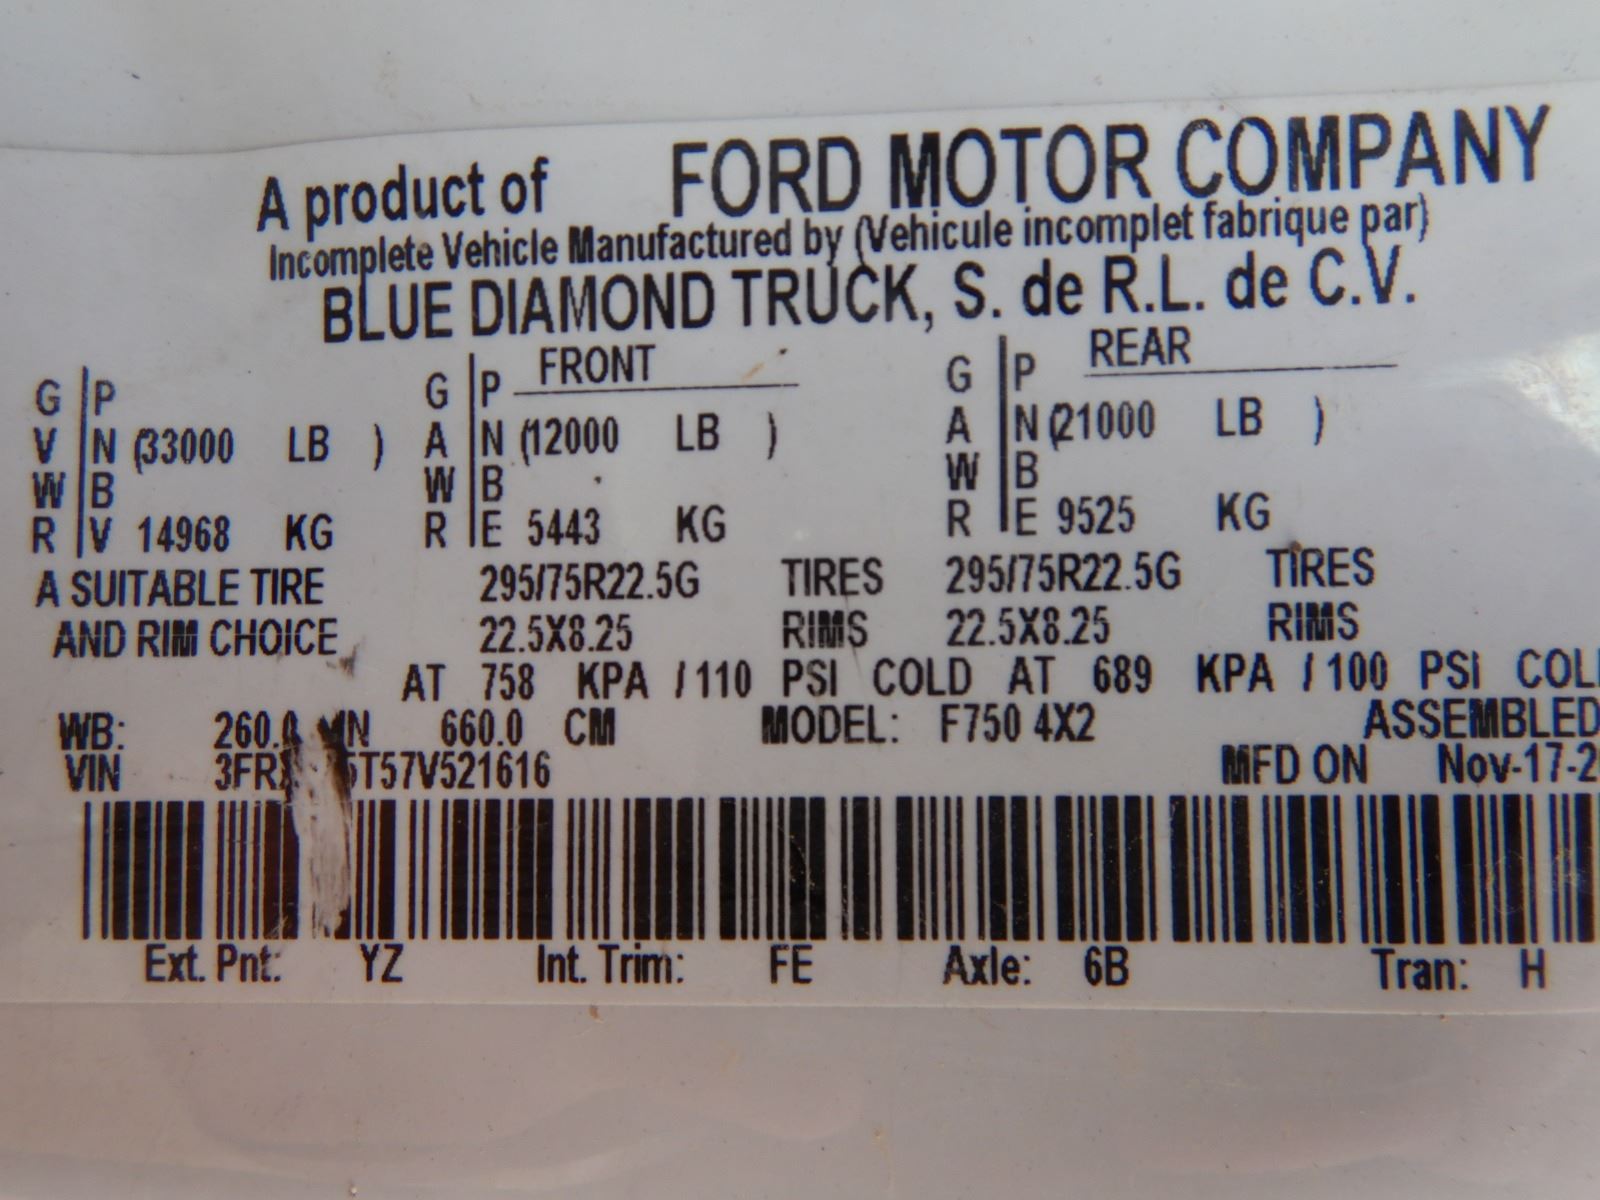 A product of FORD MOTOR COMPANY
Incomplete Vehicle Manufactured by (Vehicule incomplet fabrique par)
BLUE DIAMOND TRUCK, S. de R.L. de C.V.
G P G P FRONT G P REAR
V N (33000 LB ) A N (12000 LB ) A N (21000 LB )
W B W B W B
R V 14968 KG R E 5443 KG R E 9525 KG
A SUITABLE TIRE 295/75R22.5G TIRES 295/75R22.5G TIRES
AND RIM CHOICE 22.5X8.25 RIMS 22.5X8.25 RIMS
AT 758 KPA / 110 PSI COLD AT 689 KPA / 100 PSI
WB: 260.0 IN 660.0 CM MODEL: F750 4X2 ASSEMBLED
VIN MFD ON
Ext. Pnt: YZ Int. Trim: FE Axle: 6B Tran: H